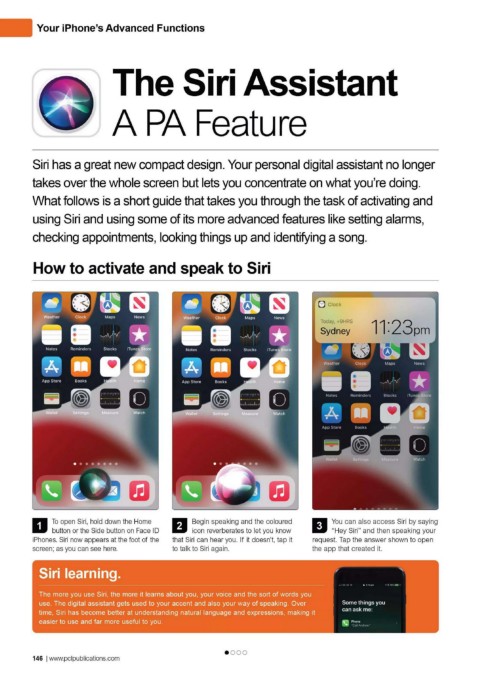 Your iPhone's Advanced Functions
The Siri Assistant
A PA Feature
Siri has a great new compact design. Your personal digital assistant no longer
takes over the whole screen but lets you concentrate on what you're doing.
What follows is a short guide that takes you through the task of activating and
using Siri and using some of its more advanced features like setting alarms,
checking appointments, looking things up and identifying a song.
How to activate and speak to Siri
Weather Clock Maps News
Notes Reminders Stocks iTunes Store
App Store Books Health Home
Wallet Settings Measure Watch
Weather Clock Maps News
Notes Reminders Stocks iTunes Store
App Store Books Health Home
Wallet Settings Measure Watch
Clock
Today, +9HRS
Sydney 11:23pm
Weather Clock Maps News
Notes Reminders Stocks iTunes
App Store Books Health Home
Wallet Settings Measure Watch
1 To open Siri, hold down the Home
button or the Side button on Face ID
iPhones. Siri now appears at the foot of the
screen; as you can see here.
2 Begin speaking and the coloured
icon reverberates to let you know
that Siri can hear you. If it doesn't, tap it
to talk to Siri again.
3 You can also access Siri by saying
"Hey Siri" and then speaking your
request. Tap the answer shown to open
the app that created it.
Siri learning.
The more you use Siri, the more it learns about you, your voice and the sort of words you
use. The digital assistant gets used to your accent and also your way of speaking. Over
time, Siri has become better at understanding natural language and expressions, making it
easier to use and far more useful to you.
Some things you
can ask me:
Phone
146 | www.pclpublications.com